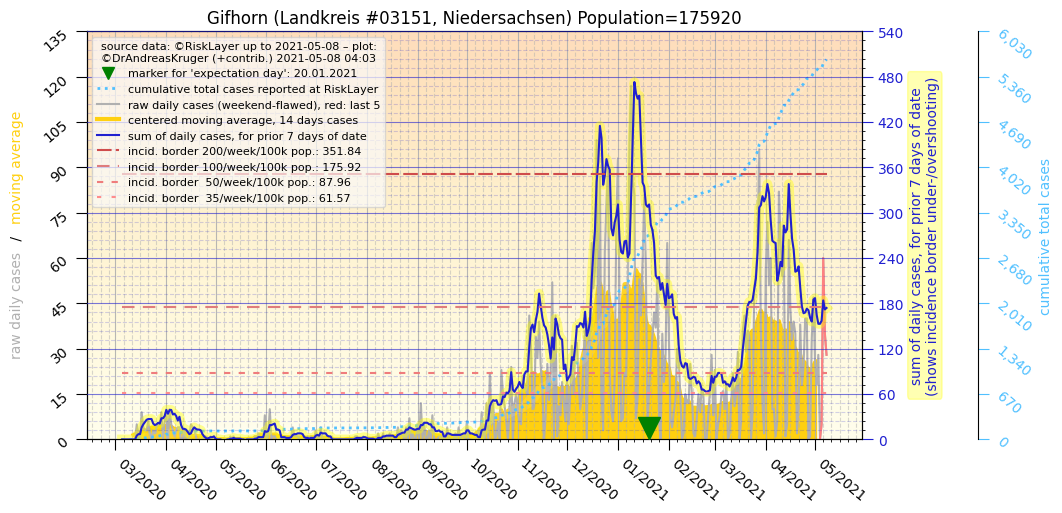 Gifhorn (Landkreis #03151, Niedersachsen) Population=175920
source data: ©RiskLayer up to 2021-05-08 – plot:
©DrAndreasKruger (+contrib.) 2021-05-08 04:03
marker for 'expectation day': 20.01.2021
cumulative total cases reported at RiskLayer
raw daily cases (weekend-flawed), red: last 5
centered moving average, 14 days cases
sum of daily cases, for prior 7 days of date
incid. border 200/week/100k pop.: 351.84
incid. border 100/week/100k pop.: 175.92
incid. border  50/week/100k pop.: 87.96
incid. border  35/week/100k pop.: 61.57
raw daily cases / moving average
135
120
105
90
75
60
45
30
15
0
03/2020
04/2020
05/2020
06/2020
07/2020
08/2020
09/2020
10/2020
11/2020
12/2020
01/2021
02/2021
03/2021
04/2021
05/2021
540
480
420
360
300
240
180
120
60
0
sum of daily cases, for prior 7 days of date
(shows incidence border under-/overshooting)
6,030
5,360
4,690
4,020
3,350
2,680
2,010
1,340
670
0
cumulative total cases